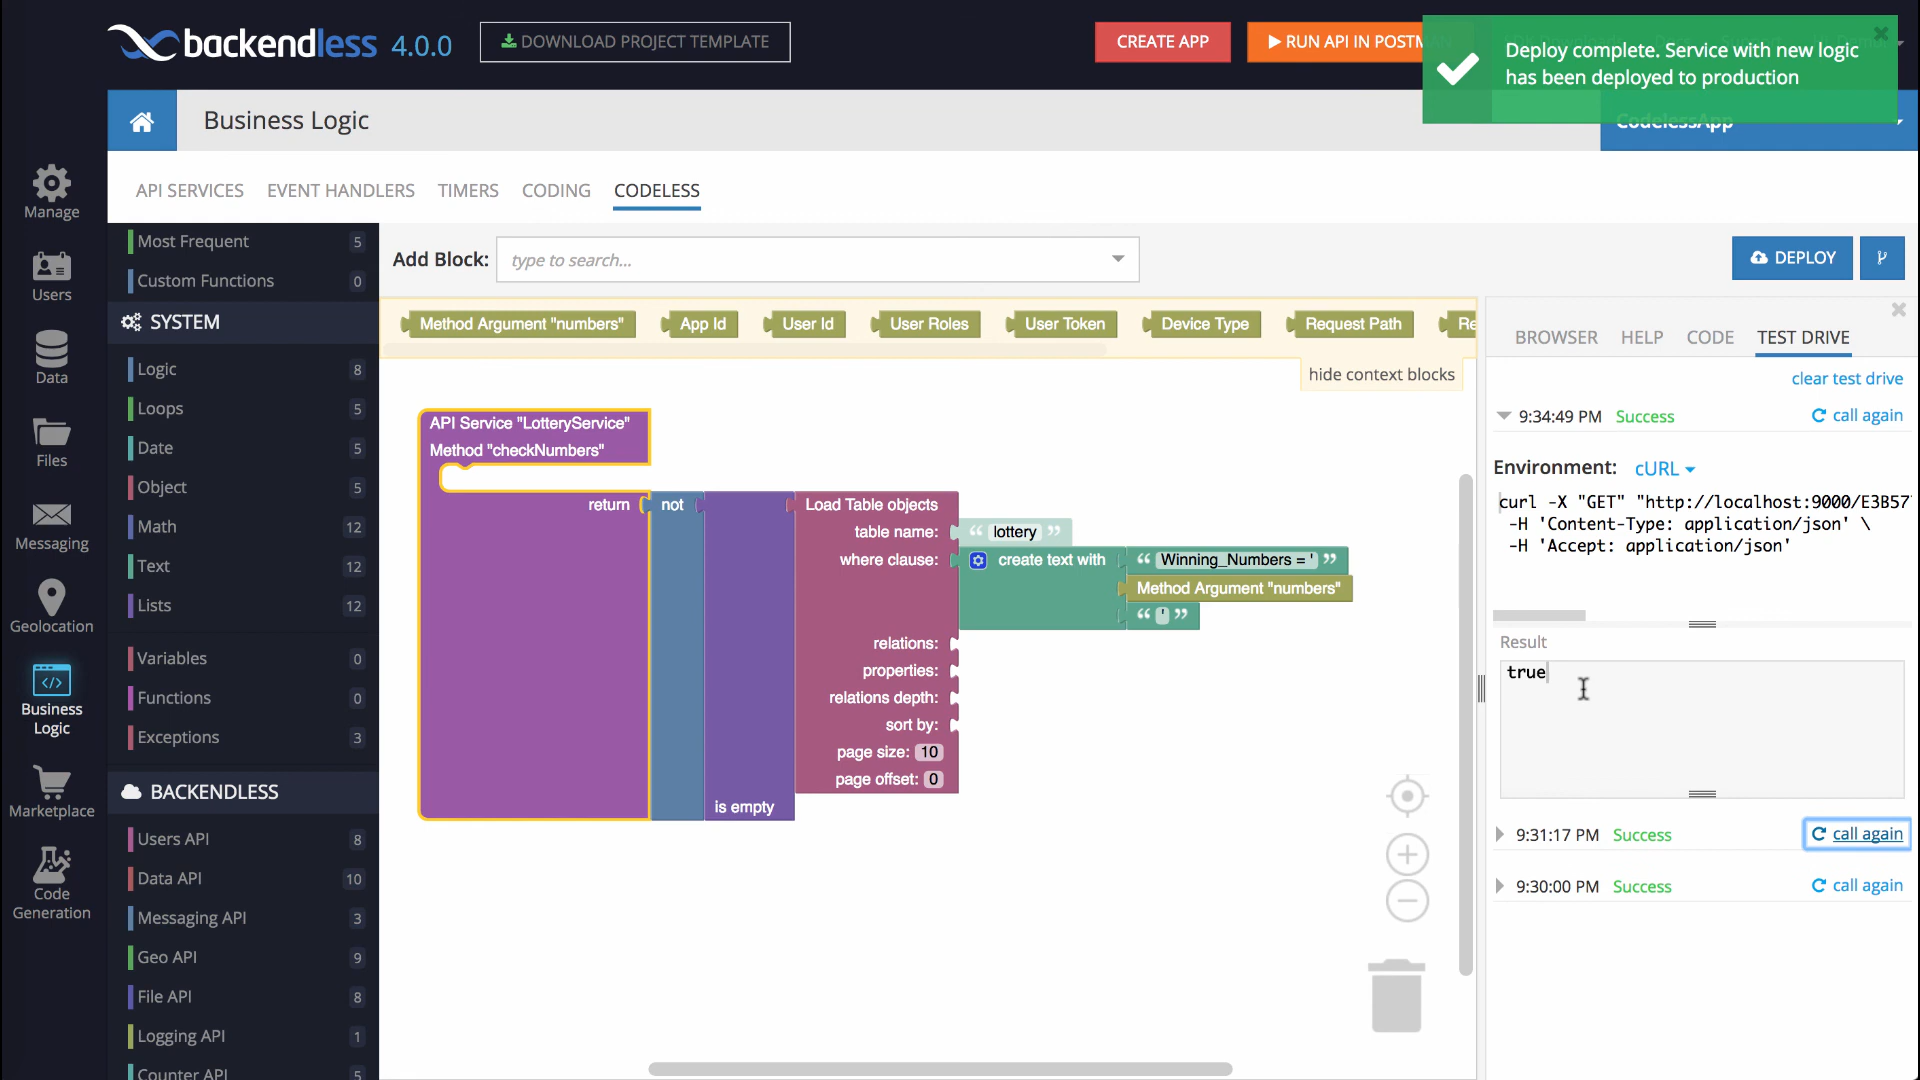 backendless 4.0.0
DOWNLOAD PROJECT TEMPLATE
CREATE APP
RUN API IN POSTM
Deploy complete. Service with new logic
has been deployed to production
Business Logic
CodelessApp
API SERVICES
EVENT HANDLERS
TIMERS
CODING
CODELESS
Manage
Users
Data
Files
Messaging
Geolocation
Business
Logic
Marketplace
Code
Generation
Most Frequent 5
Custom Functions 0
SYSTEM
Logic 8
Loops 5
Date 5
Object 5
Math 12
Text 12
Lists 12
Variables 0
Functions 0
Exceptions 3
BACKENDLESS
Users API 8
Data API 10
Messaging API 3
Geo API 9
File API 8
Logging API 1
Counter API 5
Add Block:
type to search...
DEPLOY
Method Argument "numbers"
App Id
User Id
User Roles
User Token
Device Type
Request Path
Re
hide context blocks
API Service "LotteryService"
Method "checkNumbers"
return
not
is empty
Load Table objects
table name:
“ lottery ”
where clause:
create text with
“ Winning_Numbers = ' ”
Method Argument "numbers"
“ ' ”
relations:
properties:
relations depth:
sort by:
page size: 10
page offset: 0
BROWSER
HELP
CODE
TEST DRIVE
clear test drive
9:34:49 PM Success call again
Environment: cURL
curl -X "GET" "http://localhost:9000/E3B57
-H 'Content-Type: application/json' \
-H 'Accept: application/json'
Result
true
9:31:17 PM Success call again
9:30:00 PM Success call again